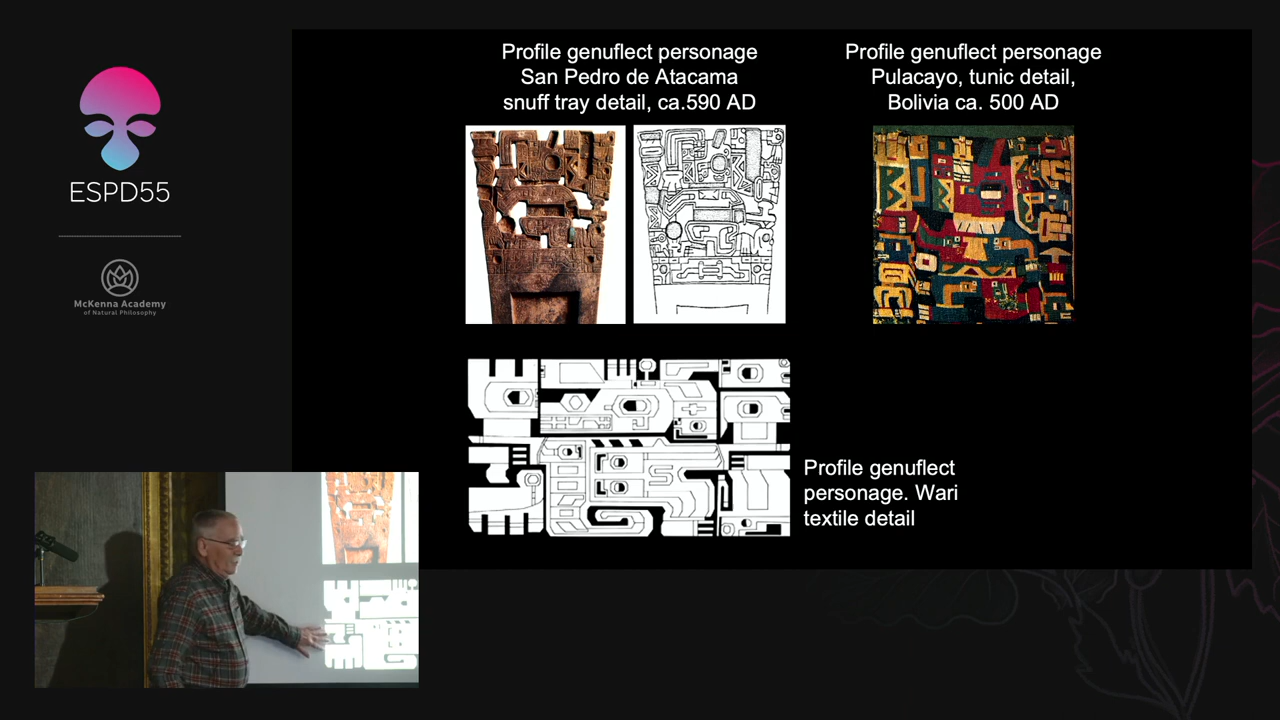 ESPD55
McKenna Academy
of Natural Philosophy
Profile genuflect personage
San Pedro de Atacama
snuff tray detail, ca.590 AD
Profile genuflect personage
Pulacayo, tunic detail,
Bolivia ca. 500 AD
Profile genuflect
personage. Wari
textile detail